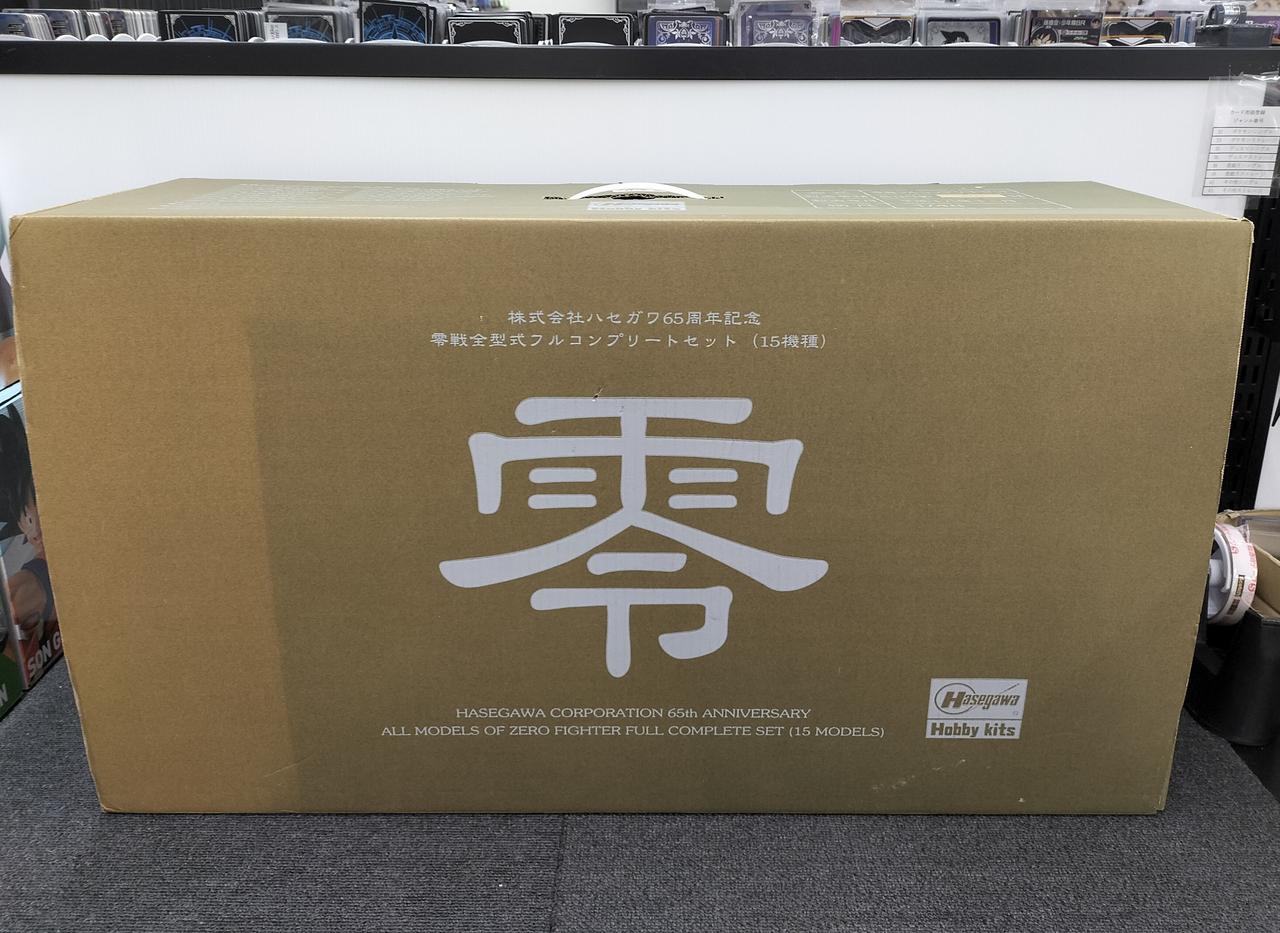 株式会社ハセガワ65周年記念
零戦全型式フルコンプリートセット（15機種）
零
HASEGAWA CORPORATION 65th ANNIVERSARY
ALL MODELS OF ZERO FIGHTER FULL COMPLETE SET (15 MODELS)
Hasegawa
Hobby kits
SON G